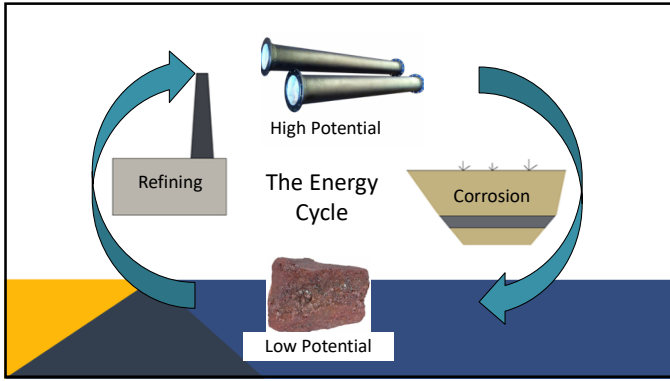 High Potential
Refining
The Energy
Cycle
Corrosion
Low Potential